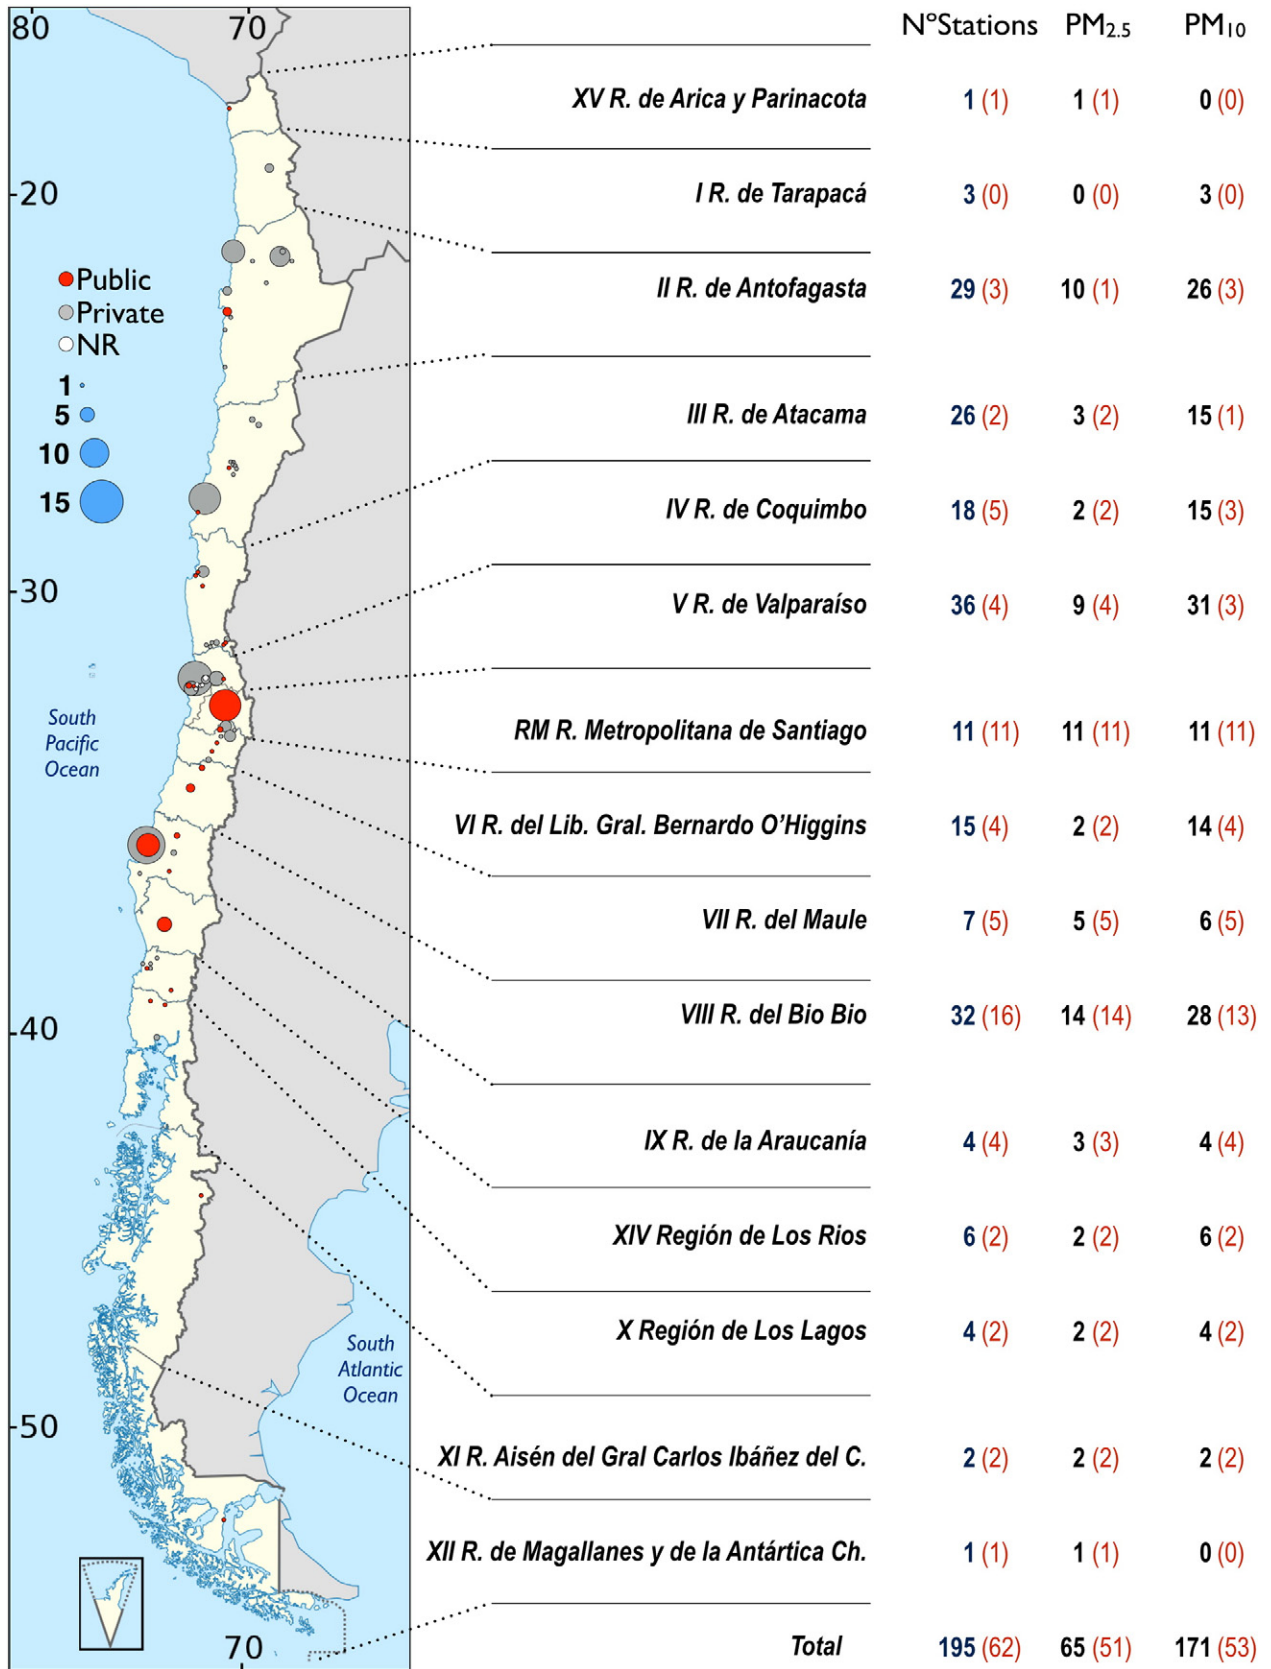 80
70
-20
-30
-40
-50
70
Public
Private
NR
1
5
10
15
South
Pacific
Ocean
South
Atlantic
Ocean
NºStations PM2.5 PM10
XV R. de Arica y Parinacota 1 (1) 1 (1) 0 (0)
I R. de Tarapacá 3 (0) 0 (0) 3 (0)
II R. de Antofagasta 29 (3) 10 (1) 26 (3)
III R. de Atacama 26 (2) 3 (2) 15 (1)
IV R. de Coquimbo 18 (5) 2 (2) 15 (3)
V R. de Valparaíso 36 (4) 9 (4) 31 (3)
RM R. Metropolitana de Santiago 11 (11) 11 (11) 11 (11)
VI R. del Lib. Gral. Bernardo O'Higgins 15 (4) 2 (2) 14 (4)
VII R. del Maule 7 (5) 5 (5) 6 (5)
VIII R. del Bio Bio 32 (16) 14 (14) 28 (13)
IX R. de la Araucanía 4 (4) 3 (3) 4 (4)
XIV Región de Los Rios 6 (2) 2 (2) 6 (2)
X Región de Los Lagos 4 (2) 2 (2) 4 (2)
XI R. Aisén del Gral Carlos Ibáñez del C. 2 (2) 2 (2) 2 (2)
XII R. de Magallanes y de la Antártica Ch. 1 (1) 1 (1) 0 (0)
Total 195 (62) 65 (51) 171 (53)